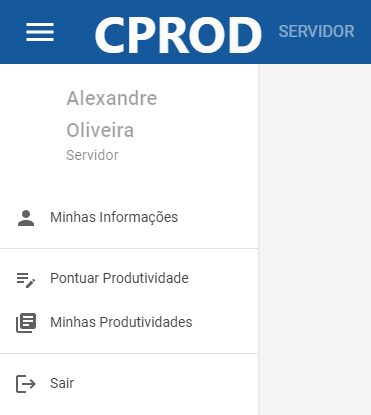 CPROD SERVIDOR
Alexandre
Oliveira
Servidor
Minhas Informações
Pontuar Produtividade
Minhas Produtividades
Sair